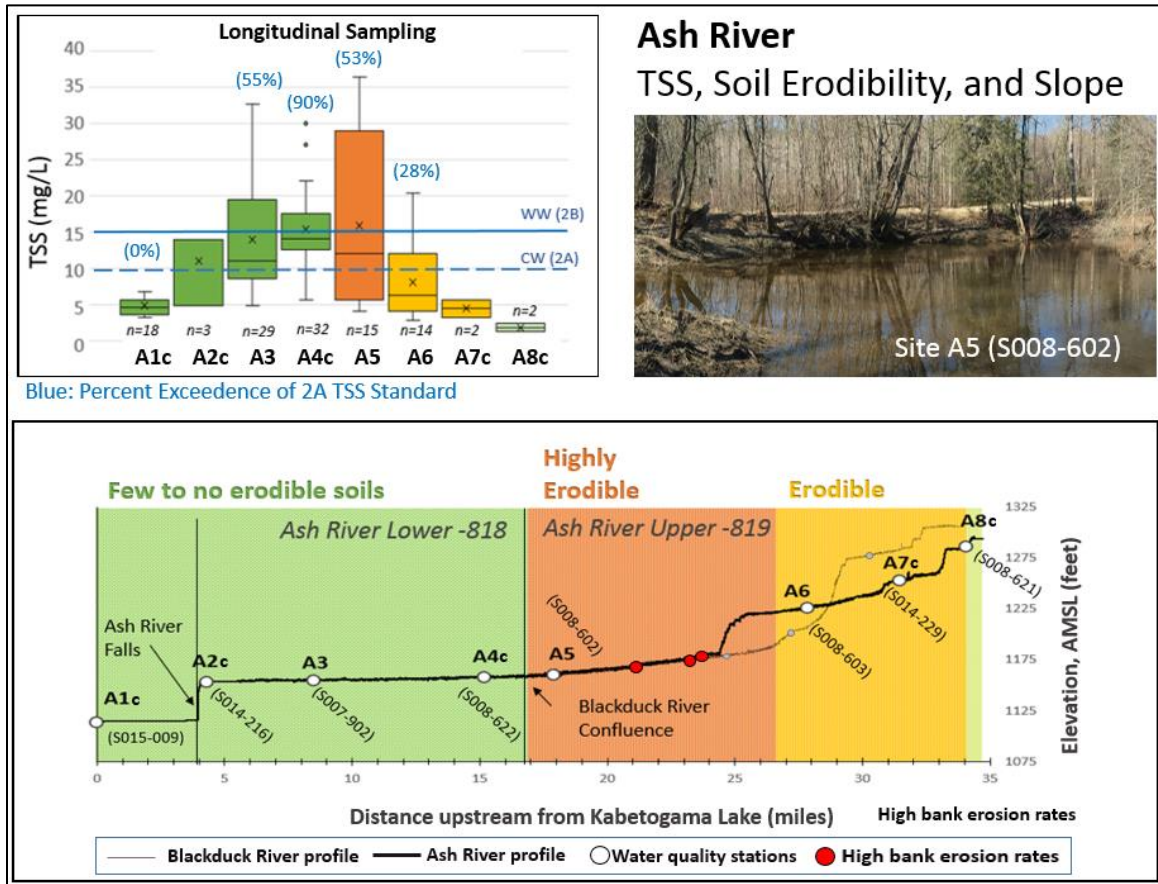 Longitudinal Sampling
40
35
30
25
20
15
10
5
0
TSS (mg/L)
(0%)
(55%)
(90%)
(53%)
(28%)
WW (2B)
CW (2A)
n=18
n=3
n=29
n=32
n=15
n=14
n=2
n=2
A1c
A2c
A3
A4c
A5
A6
A7c
A8c
Blue: Percent Exceedence of 2A TSS Standard
Ash River
TSS, Soil Erodibility, and Slope
Site A5 (S008-602)
Few to no erodible soils
Highly
Erodible
Erodible
Ash River Lower -818
Ash River Upper -819
Ash River
Falls
A1c
(S015-009)
A2c
(S014-216)
A3
(S007-902)
A4c
(S008-622)
A5
(S008-602)
Blackduck River
Confluence
A6
(S008-603)
A7c
(S014-229)
A8c
(S008-621)
1325
1275
1225
1175
1125
1075
Elevation, AMSL (feet)
0
5
10
15
20
25
30
35
Distance upstream from Kabetogama Lake (miles)
High bank erosion rates
Blackduck River profile
Ash River profile
Water quality stations
High bank erosion rates